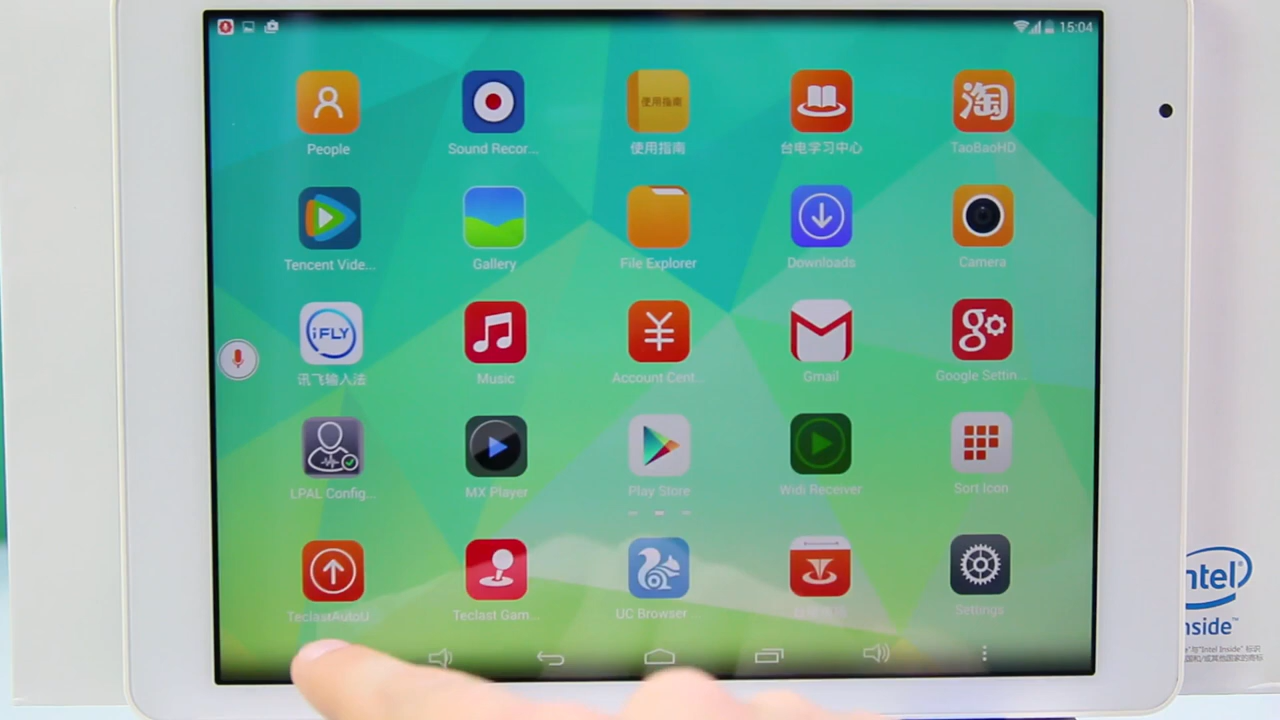 15:04
使用指南
淘
People
Sound Recor...
使用指南
台电学习中心
TaoBaoHD
Tencent Vide...
Gallery
File Explorer
Downloads
Camera
iFLY
g
讯飞输入法
Music
Account Cent...
Gmail
Google Settin...
LPAL Config...
MX Player
Play Store
Widi Receiver
Sort Icon
TeclastAutoU...
Teclast Gam...
UC Browser
Settings
ntel
nside™